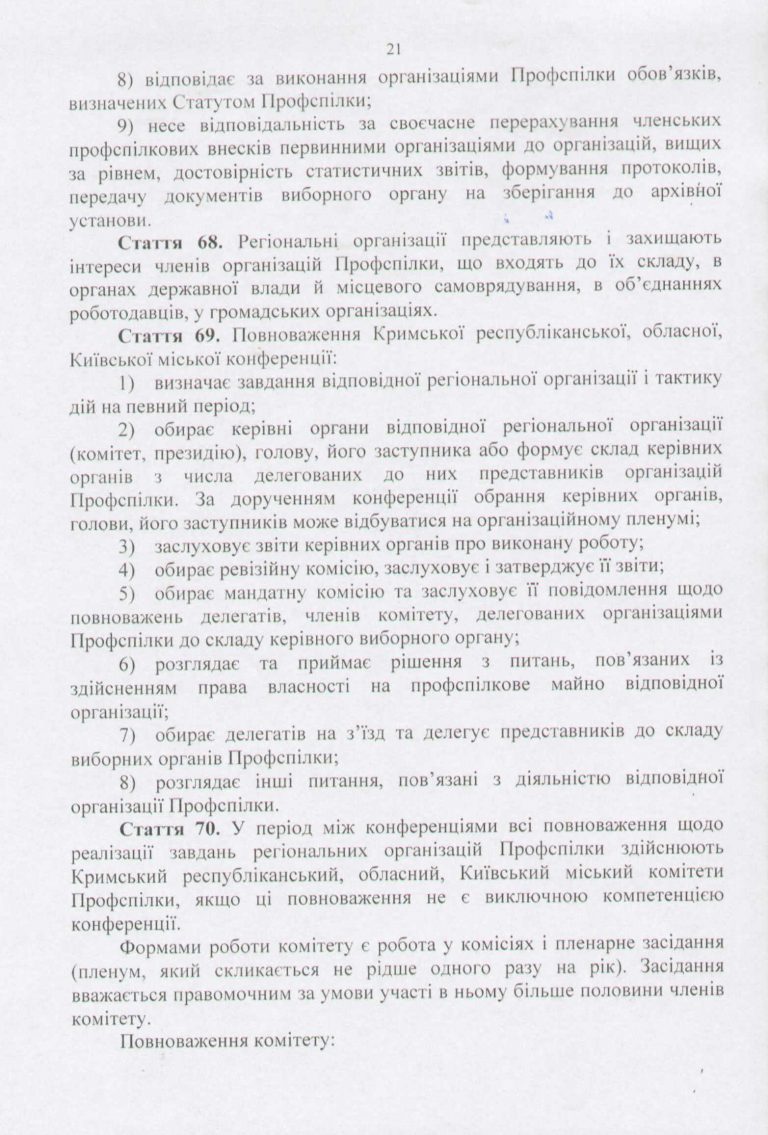 21
8) відповідає за виконання організаціями Профспілки обов’язків,
визначених Статутом Профспілки;
9) несе відповідальність за своєчасне перерахування членських
профспілкових внесків первинними організаціями до організацій, вищих
за рівнем, достовірність статистичних звітів, формування протоколів,
передачу документів виборного органу на зберігання до архівної
установи.
Стаття 68. Регіональні організації представляють і захищають
інтереси членів організацій Профспілки, що входять до їх складу, в
органах державної влади й місцевого самоврядування, в об’єднаннях
роботодавців, у громадських організаціях.
Стаття 69. Повноваження Кримської республіканської, обласної,
Київської міської конференції:
1) визначає завдання відповідної регіональної організації і тактику
дій на певний період;
2) обирає керівні органи відповідної регіональної організації
(комітет, президію), голову, його заступника або формує склад керівних
органів з числа делегованих до них представників організацій
Профспілки. За дорученням конференції обрання керівних органів,
голови, його заступників може відбуватися на організаційному пленумі;
3) заслуховує звіти керівних органів про виконану роботу;
4) обирає ревізійну комісію, заслуховує і затверджує її звіти;
5) обирає мандатну комісію та заслуховує її повідомлення щодо
повноважень делегатів, членів комітету, делегованих організаціями
Профспілки до складу керівного виборного органу;
6) розглядає та приймає рішення з питань, пов’язаних із
здійсненням права власності на профспілкове майно відповідної
організації;
7) обирає делегатів на з’їзд та делегує представників до складу
виборних органів Профспілки;
8) розглядає інші питання, пов’язані з діяльністю відповідної
організації Профспілки.
Стаття 70. У період між конференціями всі повноваження щодо
реалізації завдань регіональних організацій Профспілки здійснюють
Кримський республіканський, обласний, Київський міський комітети
Профспілки, якщо ці повноваження не є виключною компетенцією
конференції.
Формами роботи комітету є робота у комісіях і пленарне засідання
(пленум, який скликається не рідше одного разу на рік). Засідання
вважається правомочним за умови участі в ньому більше половини членів
комітету.
Повноваження комітету: